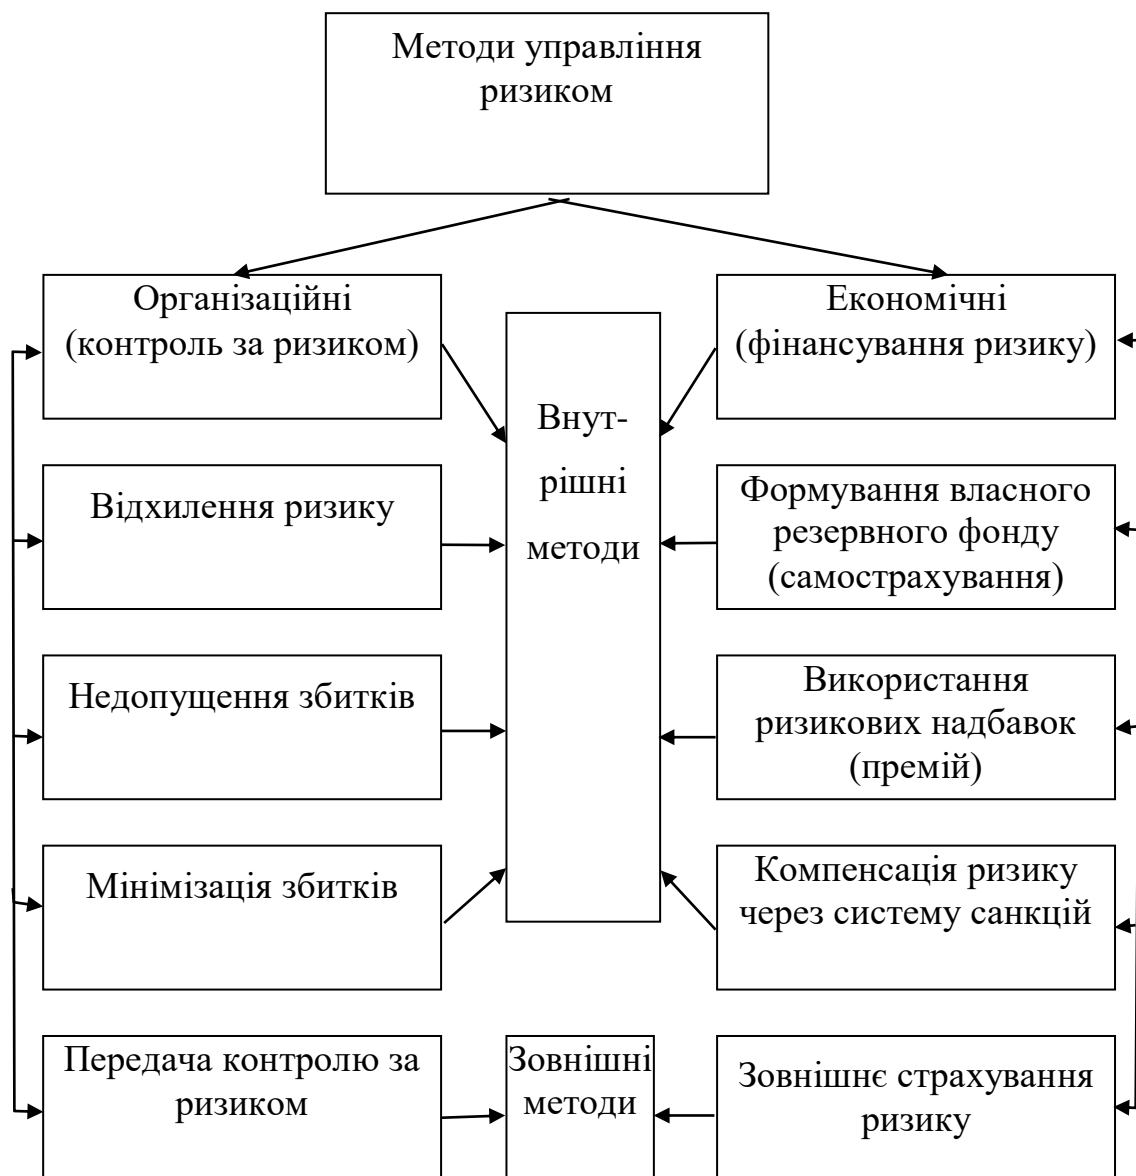 Методи управління
ризиком
Організаційні
(контроль за ризиком)
Економічні
(фінансування ризику)
Внут-
рішні
методи
Відхилення ризику
Формування власного
резервного фонду
(самострахування)
Недопущення збитків
Використання
ризикових надбавок
(премій)
Мінімізація збитків
Компенсація ризику
через систему санкцій
Передача контролю за
ризиком
Зовнішні
методи
Зовнішнє страхування
ризику